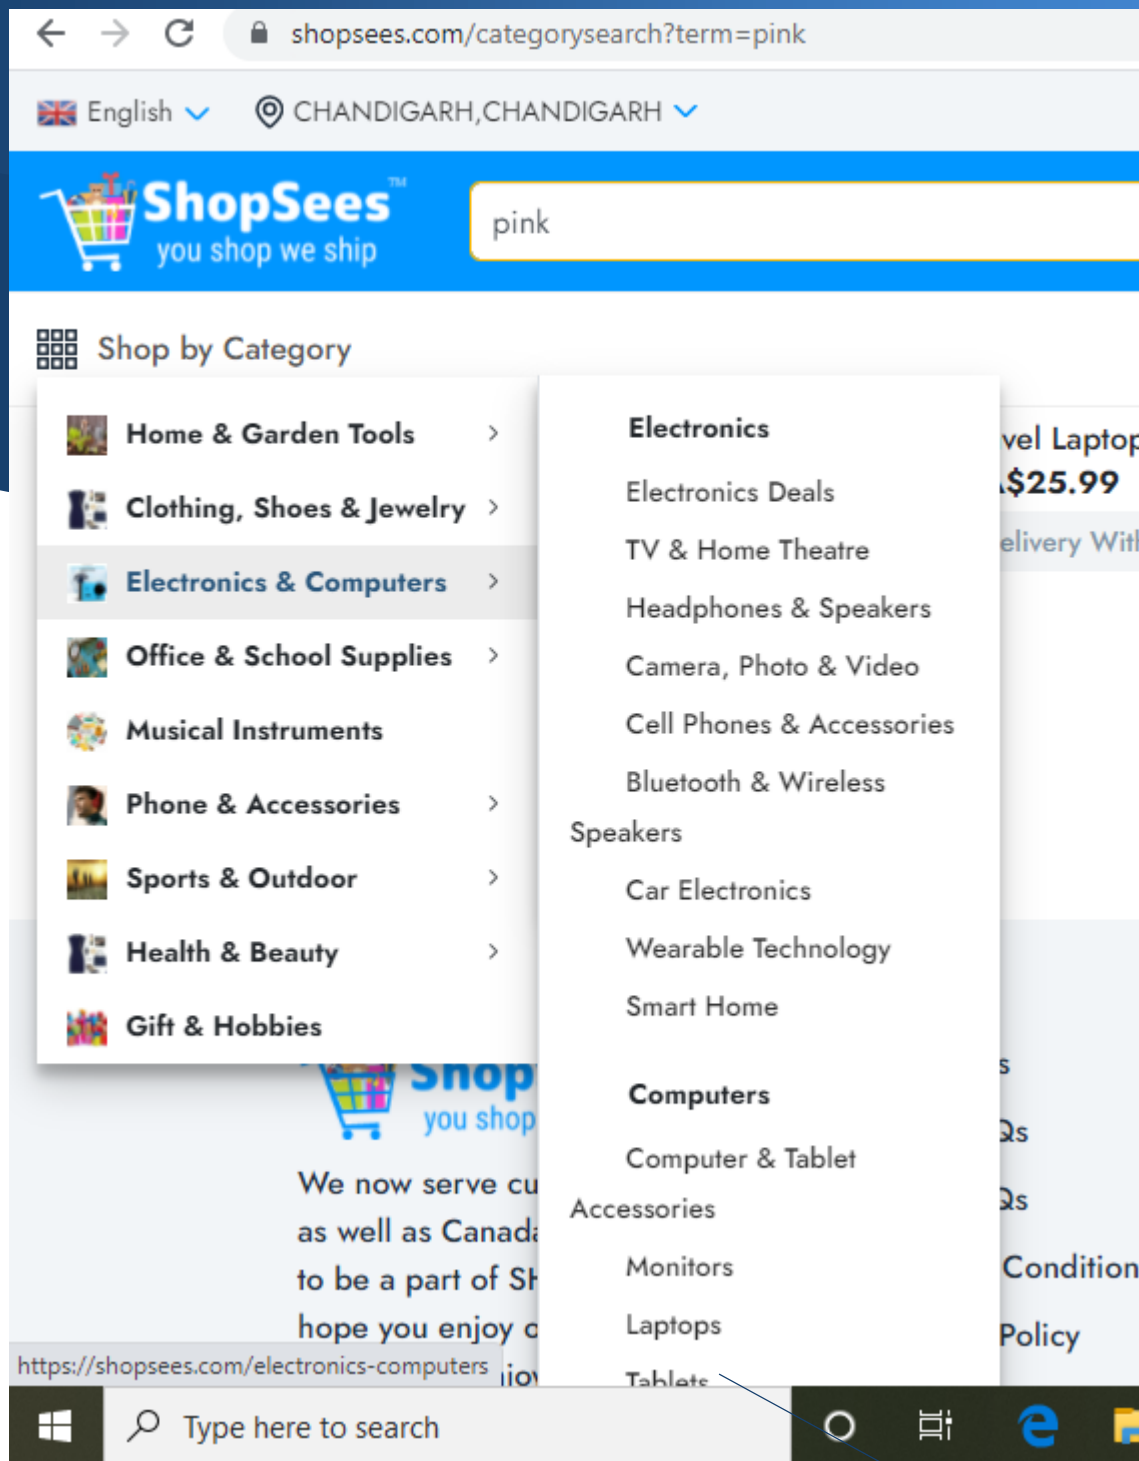 shopsees.com/categorysearch?term=pink
English
CHANDIGARH,CHANDIGARH
ShopSees™
you shop we ship
pink
Shop by Category
Home & Garden Tools
Clothing, Shoes & Jewelry
Electronics & Computers
Office & School Supplies
Musical Instruments
Phone & Accessories
Sports & Outdoor
Health & Beauty
Gift & Hobbies
Electronics
Electronics Deals
TV & Home Theatre
Headphones & Speakers
Camera, Photo & Video
Cell Phones & Accessories
Bluetooth & Wireless
Speakers
Car Electronics
Wearable Technology
Smart Home
Computers
Computer & Tablet
Accessories
Monitors
Laptops
Tablets
vel Laptop
$25.99
elivery With
Shop
you shop
We now serve cu
as well as Canada
to be a part of SH
hope you enjoy o
s
Qs
Qs
Condition
Policy
https://shopsees.com/electronics-computers
Type here to search